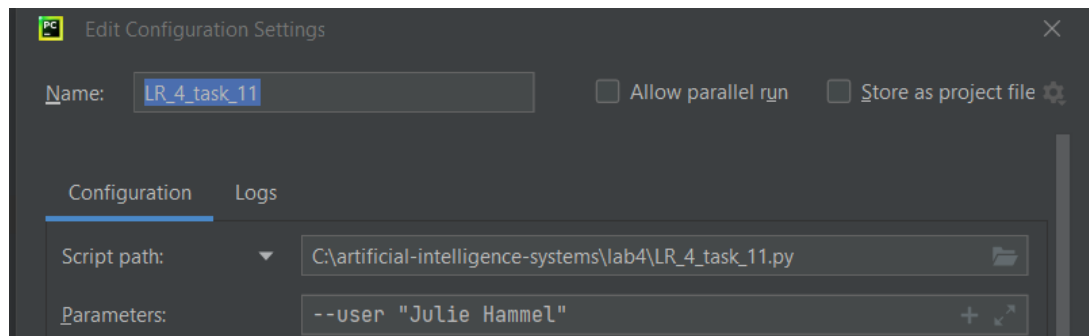 PC
Edit Configuration Settings
Name: LR_4_task_11 Allow parallel run Store as project file
Configuration Logs
Script path: C:\artificial-intelligence-systems\lab4\LR_4_task_11.py
Parameters: --user "Julie Hammel"